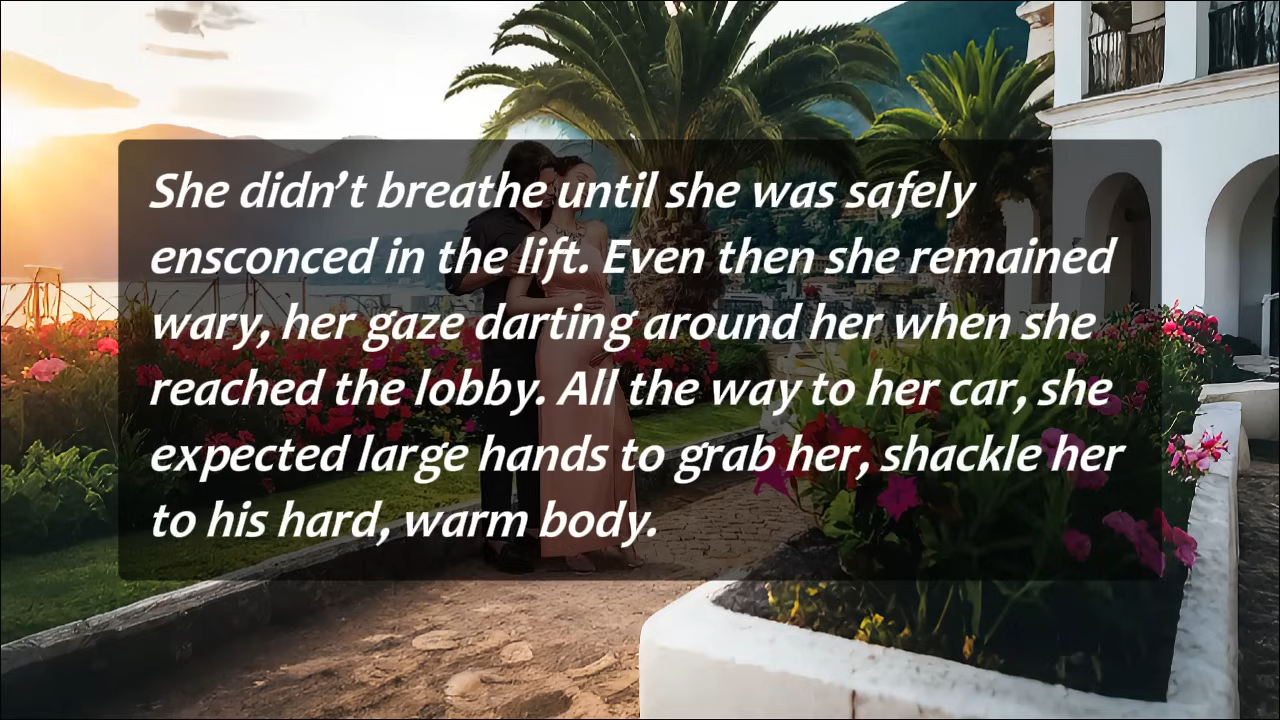 She didn’t breathe until she was safely
ensconced in the lift. Even then she remained
wary, her gaze darting around her when she
reached the lobby. All the way to her car, she
expected large hands to grab her, shackle her
to his hard, warm body.